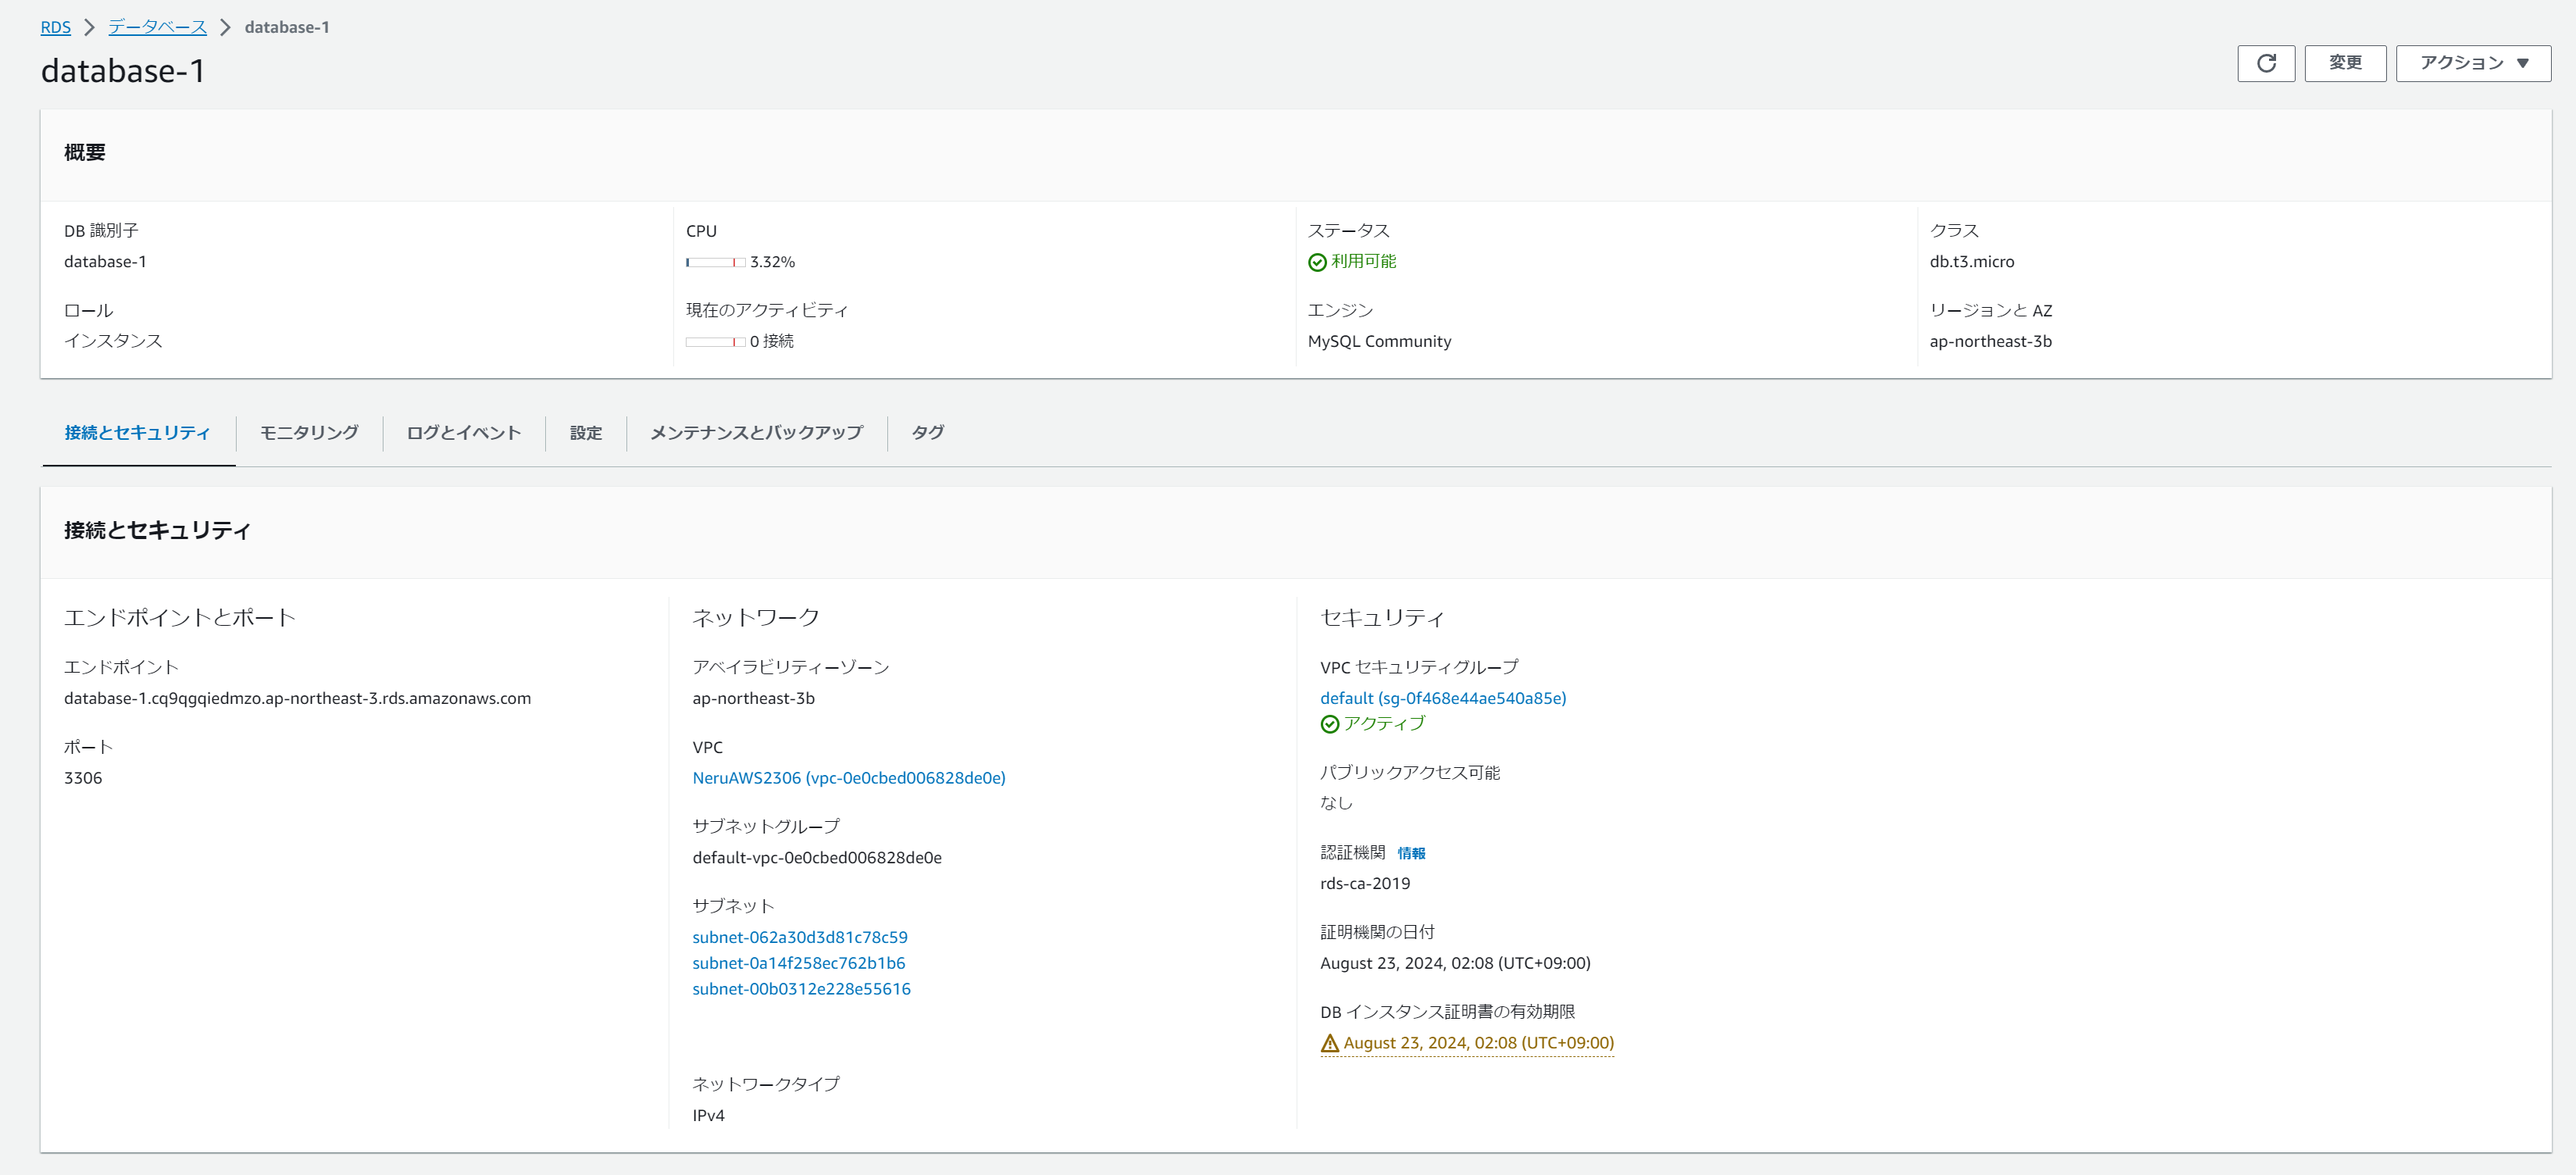 RDS > データベース > database-1
database-1
変更
アクション ▼
概要
DB 識別子
database-1
CPU
3.32%
ステータス
利用可能
クラス
db.t3.micro
ロール
インスタンス
現在のアクティビティ
0 接続
エンジン
MySQL Community
リージョンと AZ
ap-northeast-3b
接続とセキュリティ
モニタリング
ログとイベント
設定
メンテナンスとバックアップ
タグ
接続とセキュリティ
エンドポイントとポート
エンドポイント
database-1.cq9qgqiedmzo.ap-northeast-3.rds.amazonaws.com
ポート
3306
ネットワーク
アベイラビリティーゾーン
ap-northeast-3b
VPC
NeruAWS2306 (vpc-0e0cbed006828de0e)
サブネットグループ
default-vpc-0e0cbed006828de0e
サブネット
subnet-062a30d3d81c78c59
subnet-0a14f258ec762b1b6
subnet-00b0312e228e55616
ネットワークタイプ
IPv4
セキュリティ
VPC セキュリティグループ
default (sg-0f468e44ae540a85e)
アクティブ
パブリックアクセス可能
なし
認証機関 情報
rds-ca-2019
証明機関の日付
August 23, 2024, 02:08 (UTC+09:00)
DB インスタンス証明書の有効期限
August 23, 2024, 02:08 (UTC+09:00)